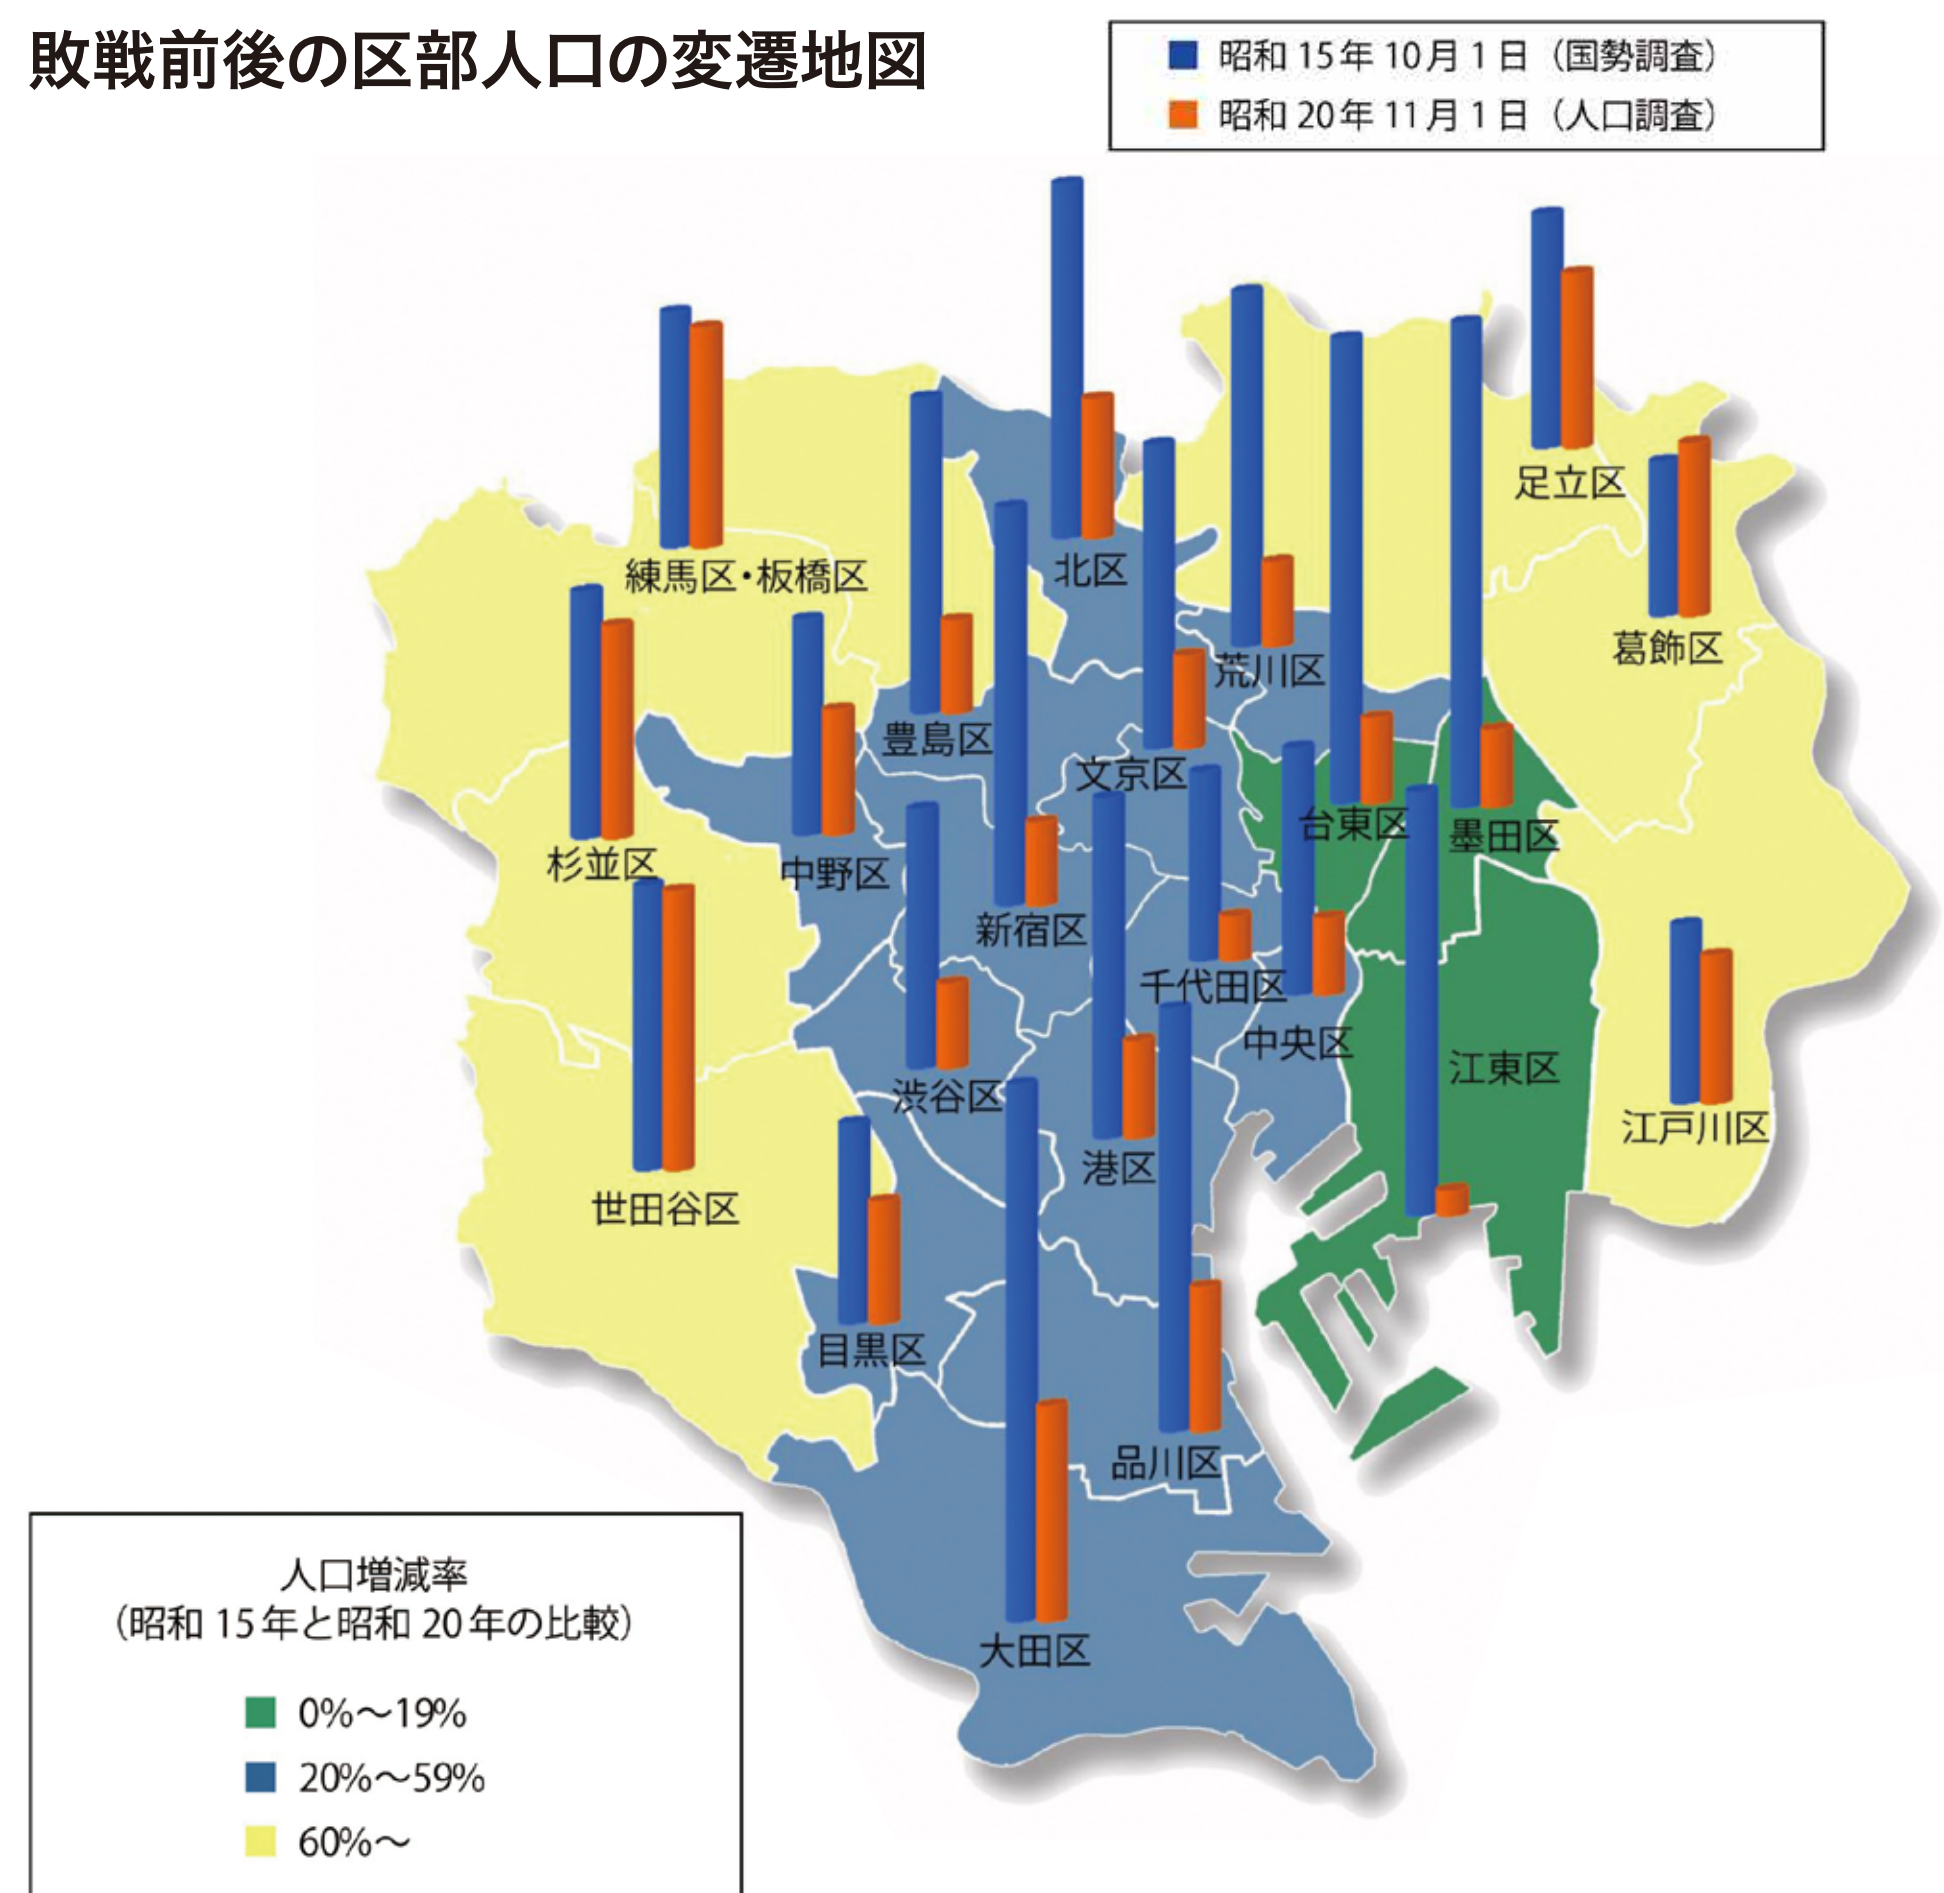 敗戦前後の区部人口の変遷地図
昭和15年10月1日（国勢調査）
昭和20年11月1日（人口調査）
足立区
北区
練馬区・板橋区
葛飾区
荒川区
豊島区
文京区
台東区
墨田区
杉並区
中野区
新宿区
千代田区
中央区
江東区
渋谷区
江戸川区
港区
世田谷区
目黒区
品川区
大田区
人口増減率
（昭和15年と昭和20年の比較）
0%～19%
20%～59%
60%～